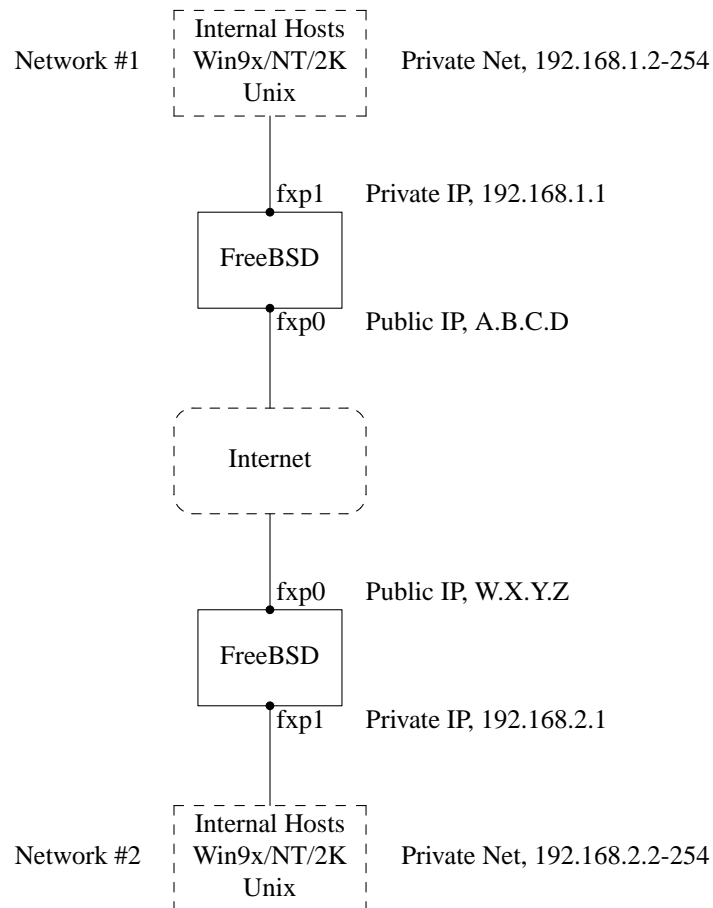 Internal Hosts
Network #1 Win9x/NT/2K Private Net, 192.168.1.2-254
Unix
fxp1 Private IP, 192.168.1.1
FreeBSD
fxp0 Public IP, A.B.C.D
Internet
fxp0 Public IP, W.X.Y.Z
FreeBSD
fxp1 Private IP, 192.168.2.1
Internal Hosts
Network #2 Win9x/NT/2K Private Net, 192.168.2.2-254
Unix